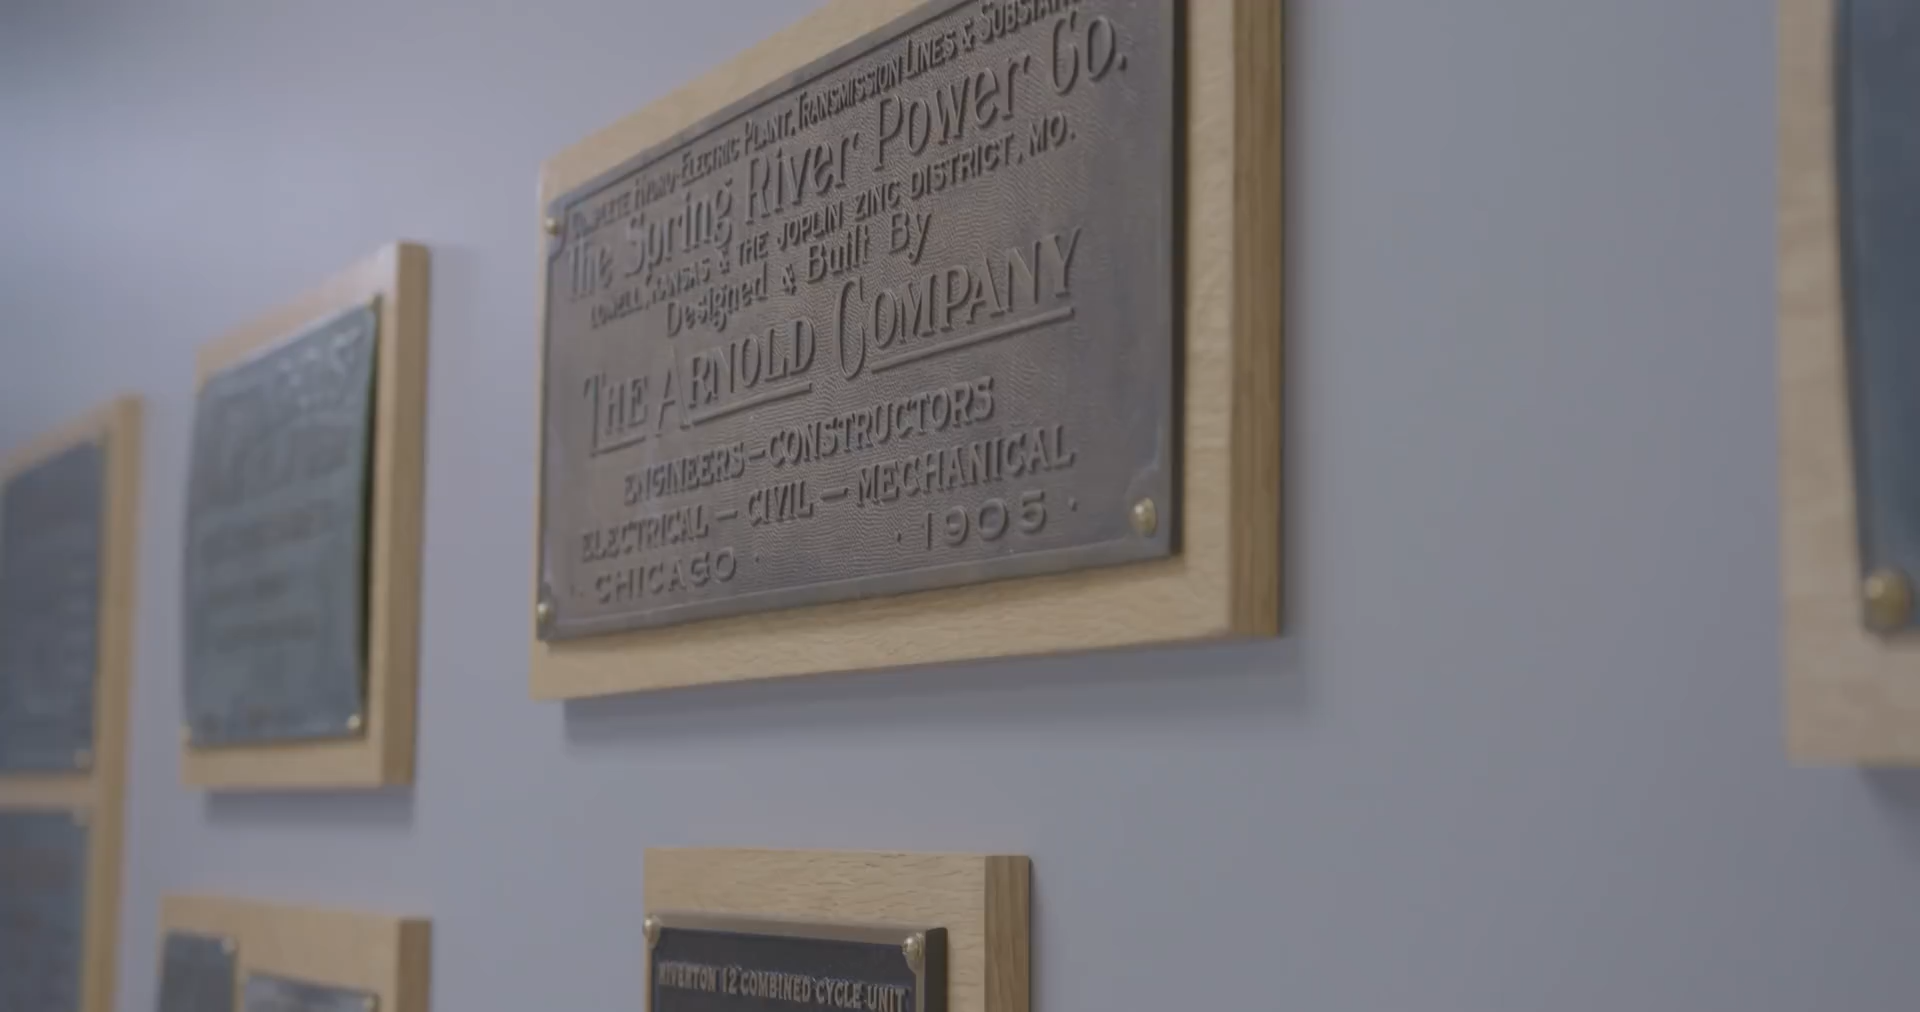 COMPLETE HYDRO-ELECTRIC PLANT, TRANSMISSION LINES &
The Spring River Power Co.
LOWELL, KANSAS & THE JOPLIN ZINC DISTRICT, MO.
Designed & Built By
THE ARNOLD COMPANY
ENGINEERS—CONSTRUCTORS
ELECTRICAL — CIVIL — MECHANICAL
· CHICAGO · · 1905 ·
RIVERTON 12 COMBINED CYCLE UNIT